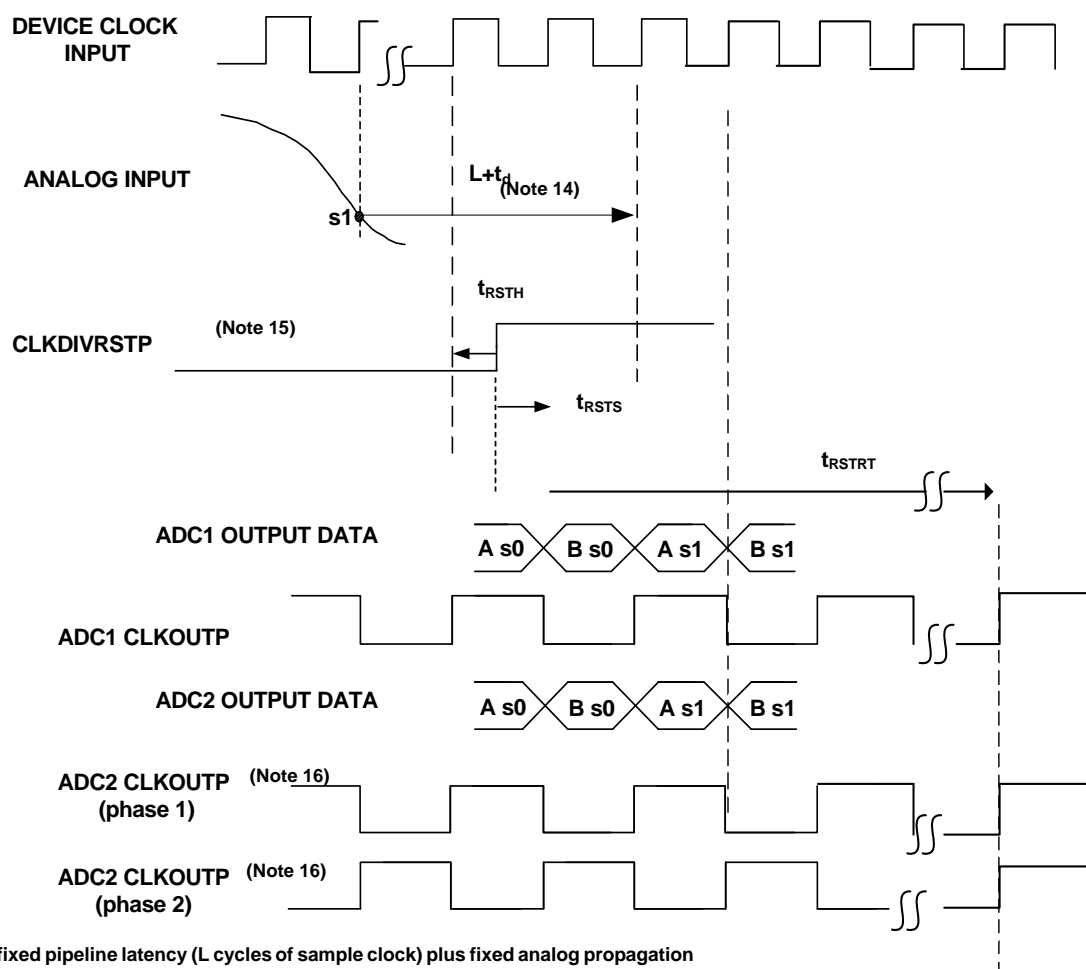 DEVICE CLOCK
INPUT
ANALOG INPUT
L+td
(Note 14)
s1
tRSTH
(Note 15)
CLKDIVRSTP
tRSTS
tRSTRT
ADC1 OUTPUT DATA
A s0 B s0 A s1 B s1
ADC1 CLKOUTP
ADC2 OUTPUT DATA
A s0 B s0 A s1 B s1
ADC2 CLKOUTP (Note 16)
(phase 1)
ADC2 CLKOUTP (Note 16)
(phase 2)
fixed pipeline latency (L cycles of sample clock) plus fixed analog propagation